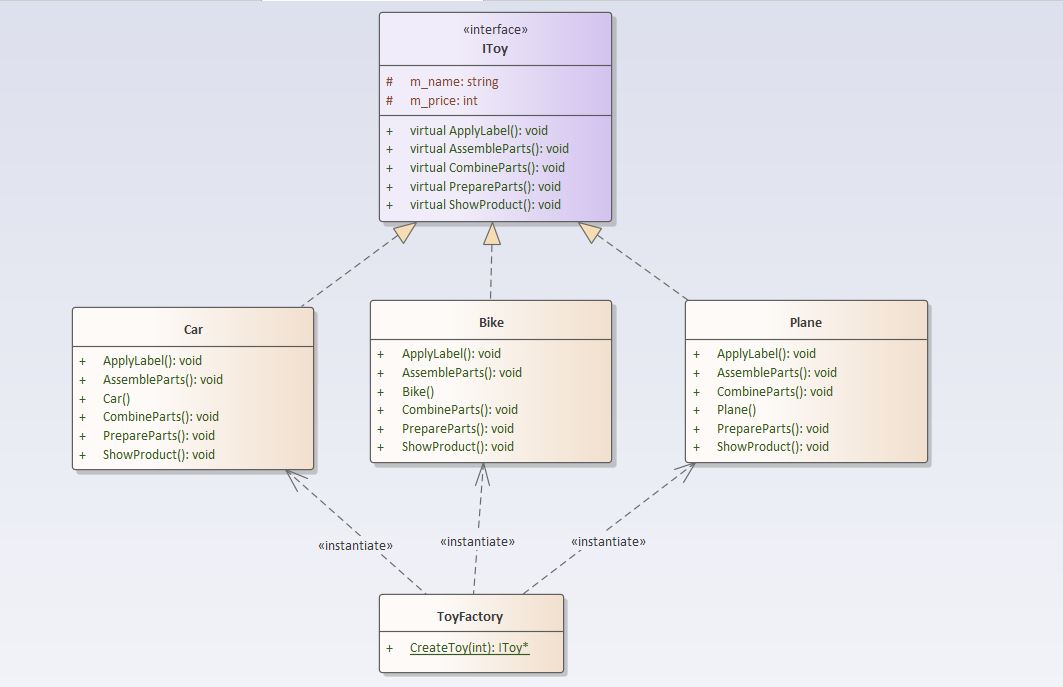 «interface»
IToy
# m_name: string
# m_price: int
+ virtual ApplyLabel(): void
+ virtual AssembleParts(): void
+ virtual CombineParts(): void
+ virtual PrepareParts(): void
+ virtual ShowProduct(): void
Car
+ ApplyLabel(): void
+ AssembleParts(): void
+ Car()
+ CombineParts(): void
+ PrepareParts(): void
+ ShowProduct(): void
Bike
+ ApplyLabel(): void
+ AssembleParts(): void
+ Bike()
+ CombineParts(): void
+ PrepareParts(): void
+ ShowProduct(): void
Plane
+ ApplyLabel(): void
+ AssembleParts(): void
+ CombineParts(): void
+ Plane()
+ PrepareParts(): void
+ ShowProduct(): void
«instantiate»
«instantiate»
«instantiate»
ToyFactory
+ CreateToy(int): IToy*